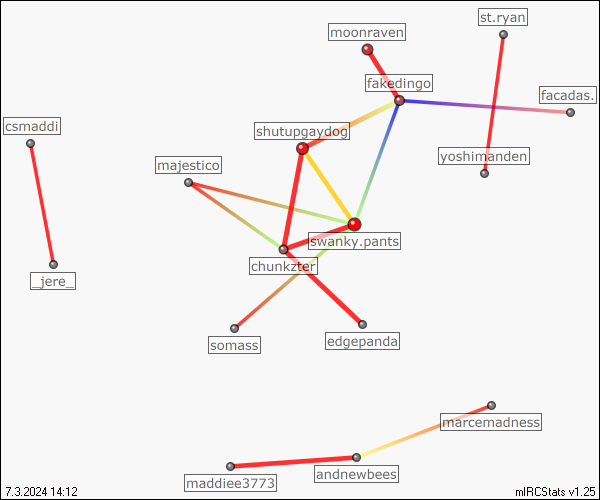 st.ryan
moonraven
fakedingo
facadas.
csmaddi
shutupgaydog
majestico
yoshimanden
swanky.pants
chunkzter
_jere_
somass
edgepanda
marcemadness
andnewbees
maddiee3773
7.3.2024 14:12
mIRCStats v1.25